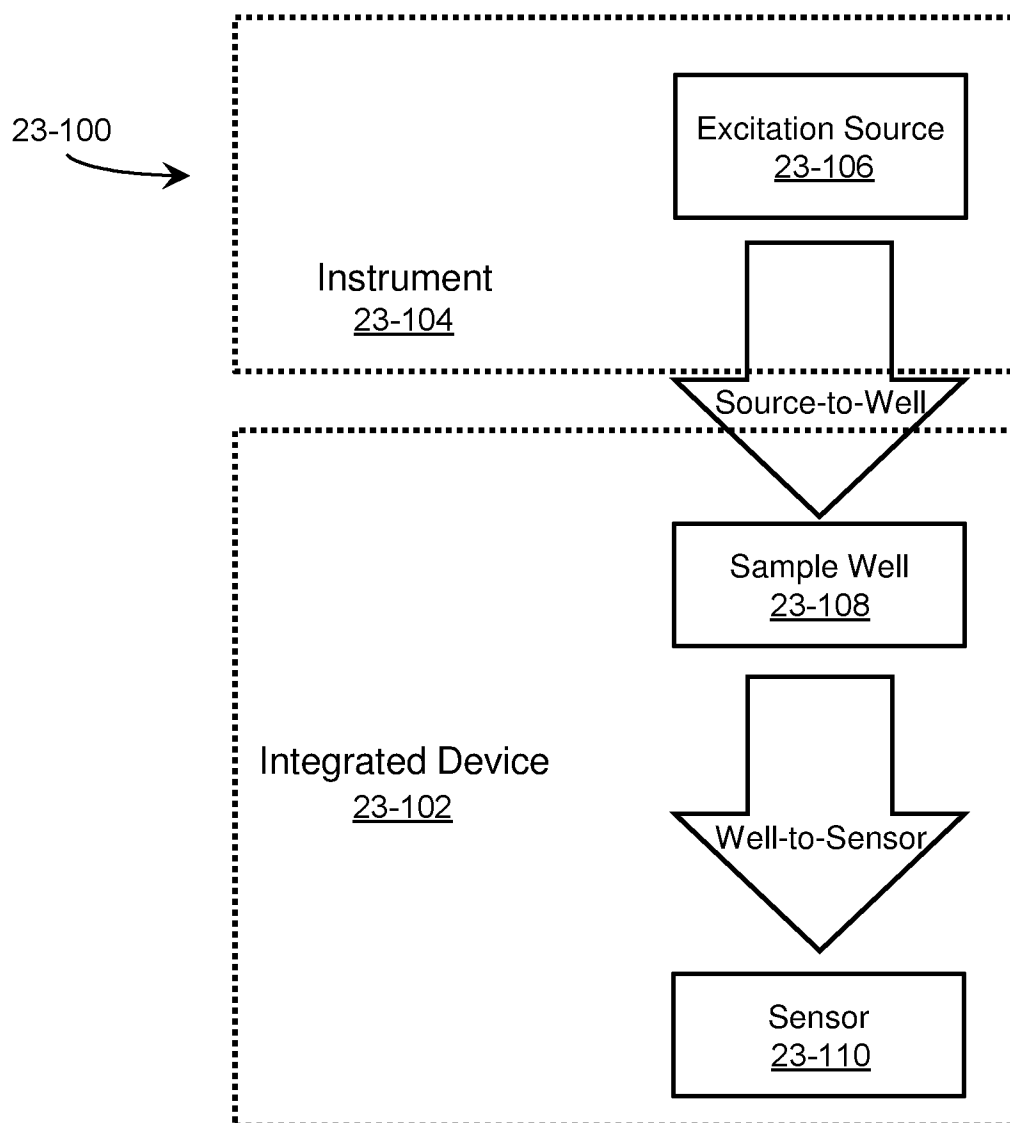 23-100
Excitation Source
23-106
Instrument
23-104
Source-to-Well
Sample Well
23-108
Integrated Device
23-102
Well-to-Sensor
Sensor
23-110